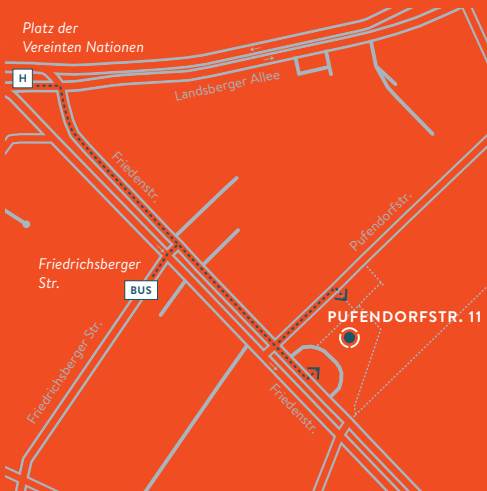 Platz der
Vereinten Nationen
H
Landsberger Allee
Friedenstr.
Pufendorfstr.
Friedrichsberger
Str.
BUS
PUFENDORFSTR. 11
Friedrichsberger Str.
Friedenstr.